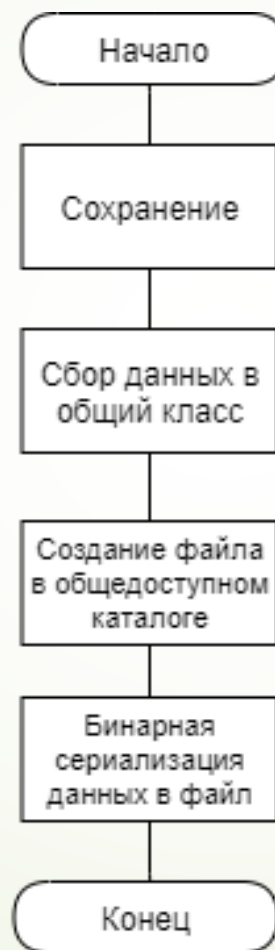 Начало
Сохранение
Сбор данных в
общий класс
Создание файла
в общедоступном
каталоге
Бинарная
сериализация
данных в файл
Конец